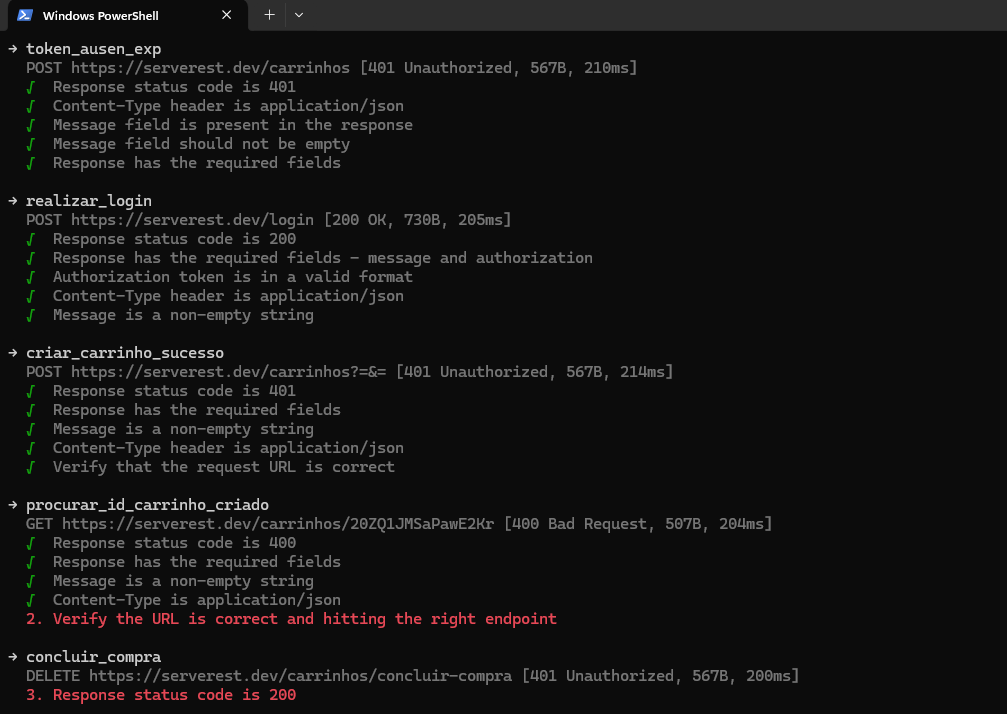 Windows PowerShell
→ token_ausen_exp
POST https://serverest.dev/carrinhos [401 Unauthorized, 567B, 210ms]
√ Response status code is 401
√ Content-Type header is application/json
√ Message field is present in the response
√ Message field should not be empty
√ Response has the required fields
→ realizar_login
POST https://serverest.dev/login [200 OK, 730B, 205ms]
√ Response status code is 200
√ Response has the required fields - message and authorization
√ Authorization token is in a valid format
√ Content-Type header is application/json
√ Message is a non-empty string
→ criar_carrinho_sucesso
POST https://serverest.dev/carrinhos?=&= [401 Unauthorized, 567B, 214ms]
√ Response status code is 401
√ Response has the required fields
√ Message is a non-empty string
√ Content-Type header is application/json
√ Verify that the request URL is correct
→ procurar_id_carrinho_criado
GET https://serverest.dev/carrinhos/20ZQ1JMSaPawE2Kr [400 Bad Request, 507B, 204ms]
√ Response status code is 400
√ Response has the required fields
√ Message is a non-empty string
√ Content-Type is application/json
2. Verify the URL is correct and hitting the right endpoint
→ concluir_compra
DELETE https://serverest.dev/carrinhos/concluir-compra [401 Unauthorized, 567B, 200ms]
3. Response status code is 200